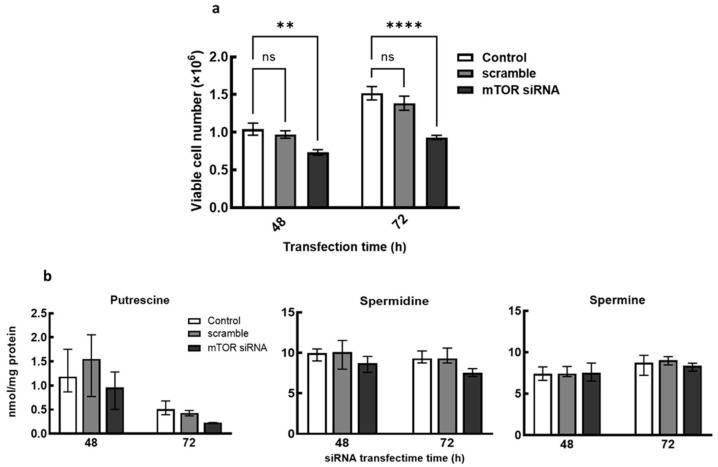 a
**
****
ns
ns
Control
scramble
mTOR siRNA
Viable cell number (×10⁶)
2.0
1.5
1.0
0.5
0.0
48
72
Transfection time (h)
b
Putrescine
Spermidine
Spermine
Control
scramble
mTOR siRNA
nmol/mg protein
2.5
2.0
1.5
1.0
0.5
0.0
48
72
15
10
5
0
48
72
15
10
5
0
48
72
siRNA transfectime time (h)